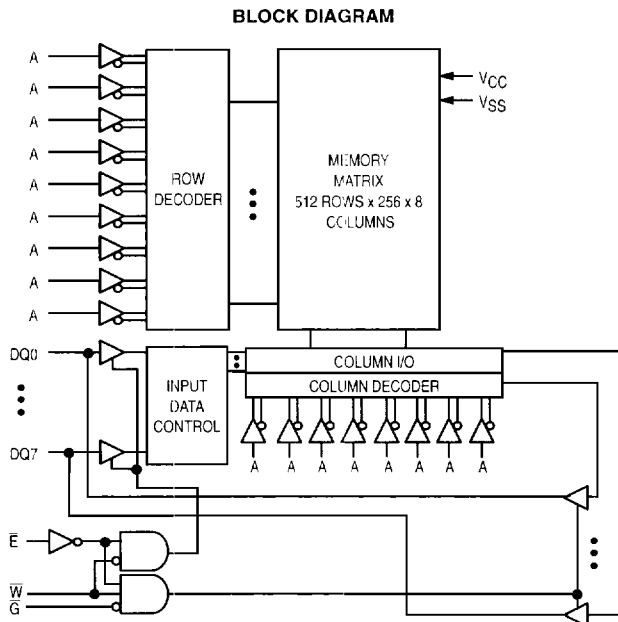 BLOCK DIAGRAM
A
A
A
A
A
A
A
A
A
ROW
DECODER
MEMORY
MATRIX
512 ROWS x 256 x 8
COLUMNS
VCC
VSS
DQ0
DQ7
INPUT
DATA
CONTROL
COLUMN I/O
COLUMN DECODER
A A A A A A A A
E̅
W̅
G̅